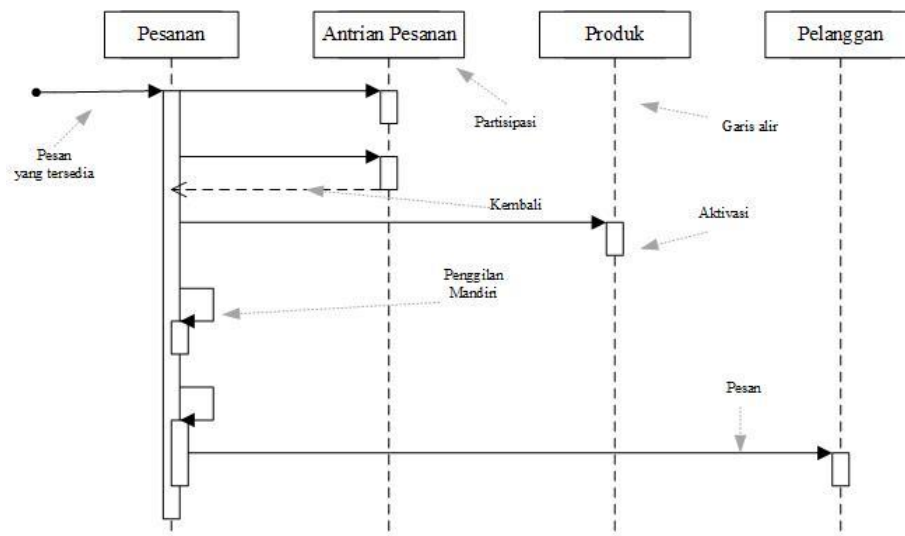 Pesanan
Antrian Pesanan
Produk
Pelanggan
Partisipasi
Garis alir
Pesan
yang tersedia
Kembali
Aktivasi
Penggilan
Mandiri
Pesan